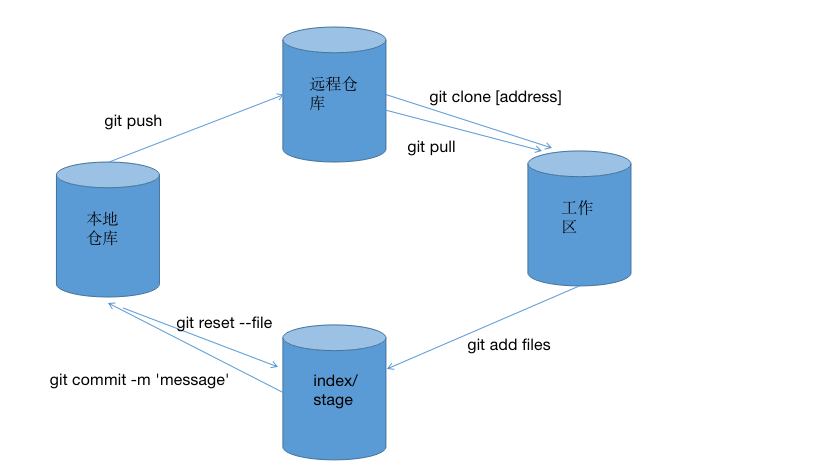 远程仓
库
git clone [address]
git push
git pull
本地
仓库
工作
区
git reset --file
git add files
git commit -m 'message'
index/
stage